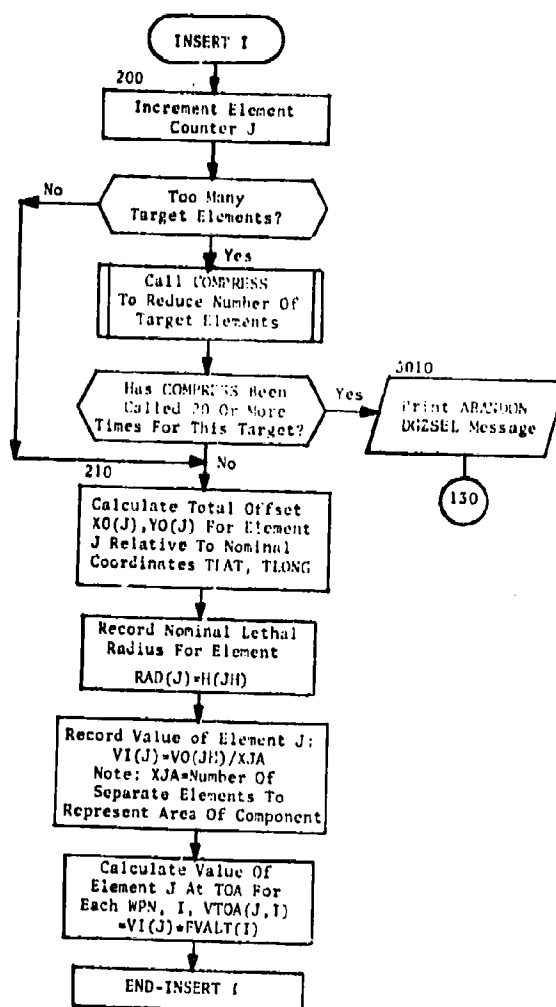 INSERT I
200
Increment Element
Counter J
No
Too Many
Target Elements?
Yes
Call COMPRESS
To Reduce Number Of
Target Elements
Has COMPRESS Been
Called 20 Or More
Times For This Target?
Yes
3010
Print ABANDON
DGZSEL Message
130
No
210
Calculate Total Offset
XO(J),YO(J) For Element
J Relative To Nominal
Coordinates TLAT, TLONG
Record Nominal Lethal
Radius For Element
RAD(J)=H(JH)
Record Value of Element J:
VI(J)=VO(JH)/XJA
Note: XJA=Number Of
Separate Elements To
Represent Area Of Component
Calculate Value Of
Element J At TOA For
Each WPN, I, VTOA(J,I)
=VI(J)*FVALT(I)
END-INSERT I